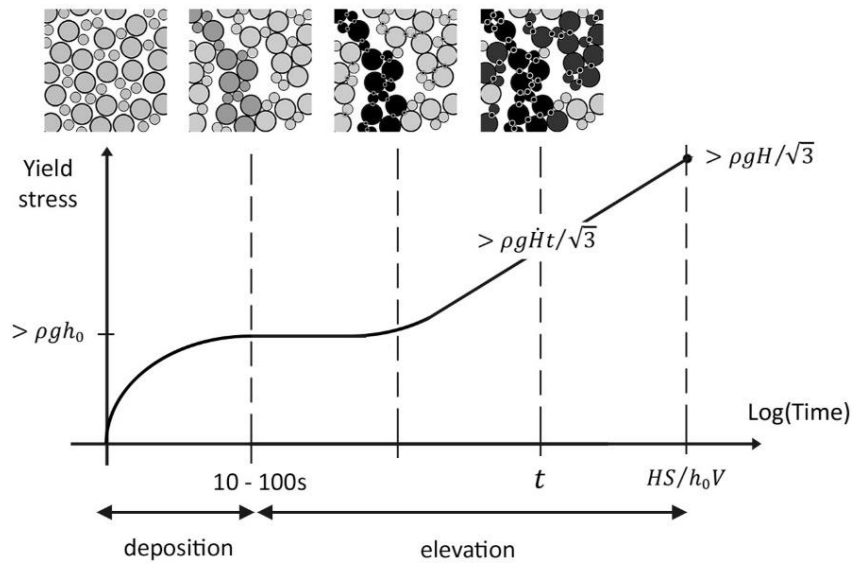 Yield
stress
> ρgH/√3
> ρgḢt/√3
> ρgh₀
Log(Time)
10 - 100s
t
HS/h₀V
deposition
elevation